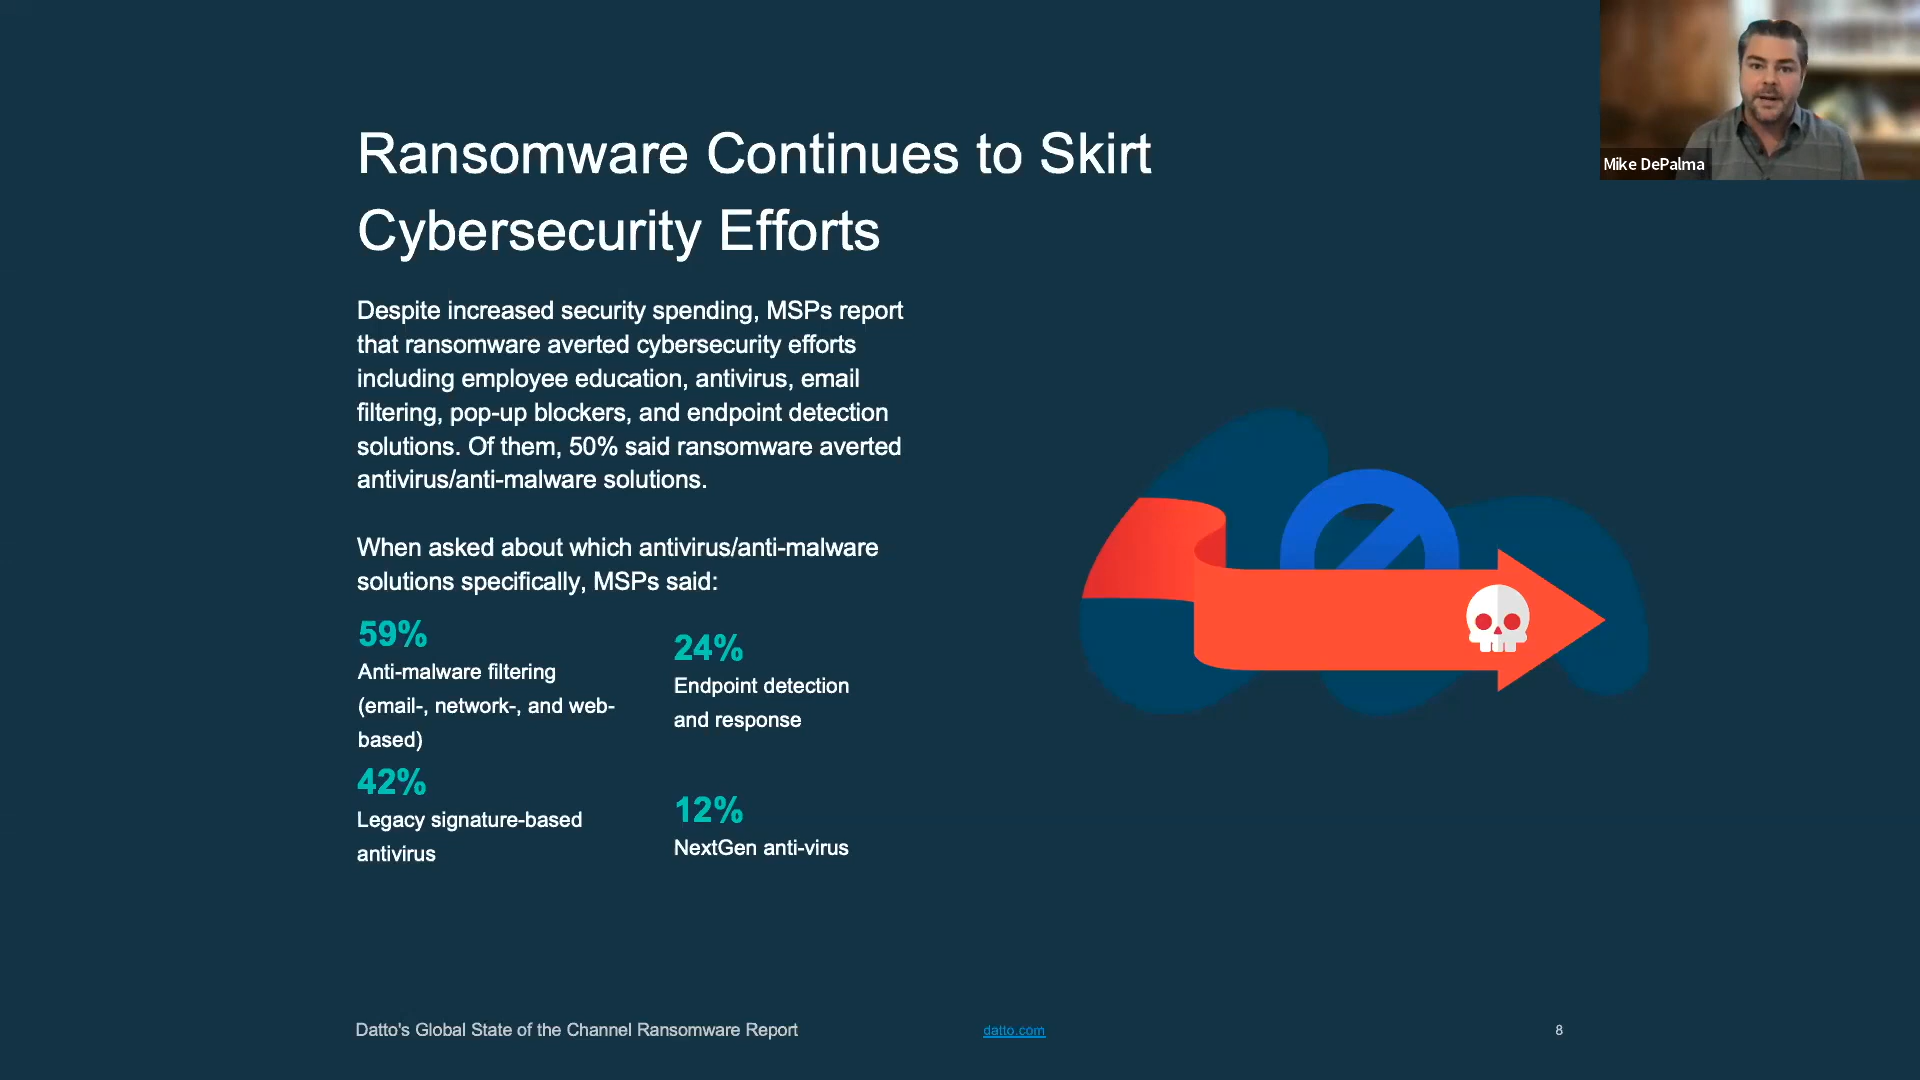 Mike DePalma
Ransomware Continues to Skirt
Cybersecurity Efforts
Despite increased security spending, MSPs report
that ransomware averted cybersecurity efforts
including employee education, antivirus, email
filtering, pop-up blockers, and endpoint detection
solutions. Of them, 50% said ransomware averted
antivirus/anti-malware solutions.
When asked about which antivirus/anti-malware
solutions specifically, MSPs said:
59%
Anti-malware filtering
(email-, network-, and web-
based)
24%
Endpoint detection
and response
42%
Legacy signature-based
antivirus
12%
NextGen anti-virus
Datto's Global State of the Channel Ransomware Report
datto.com
8